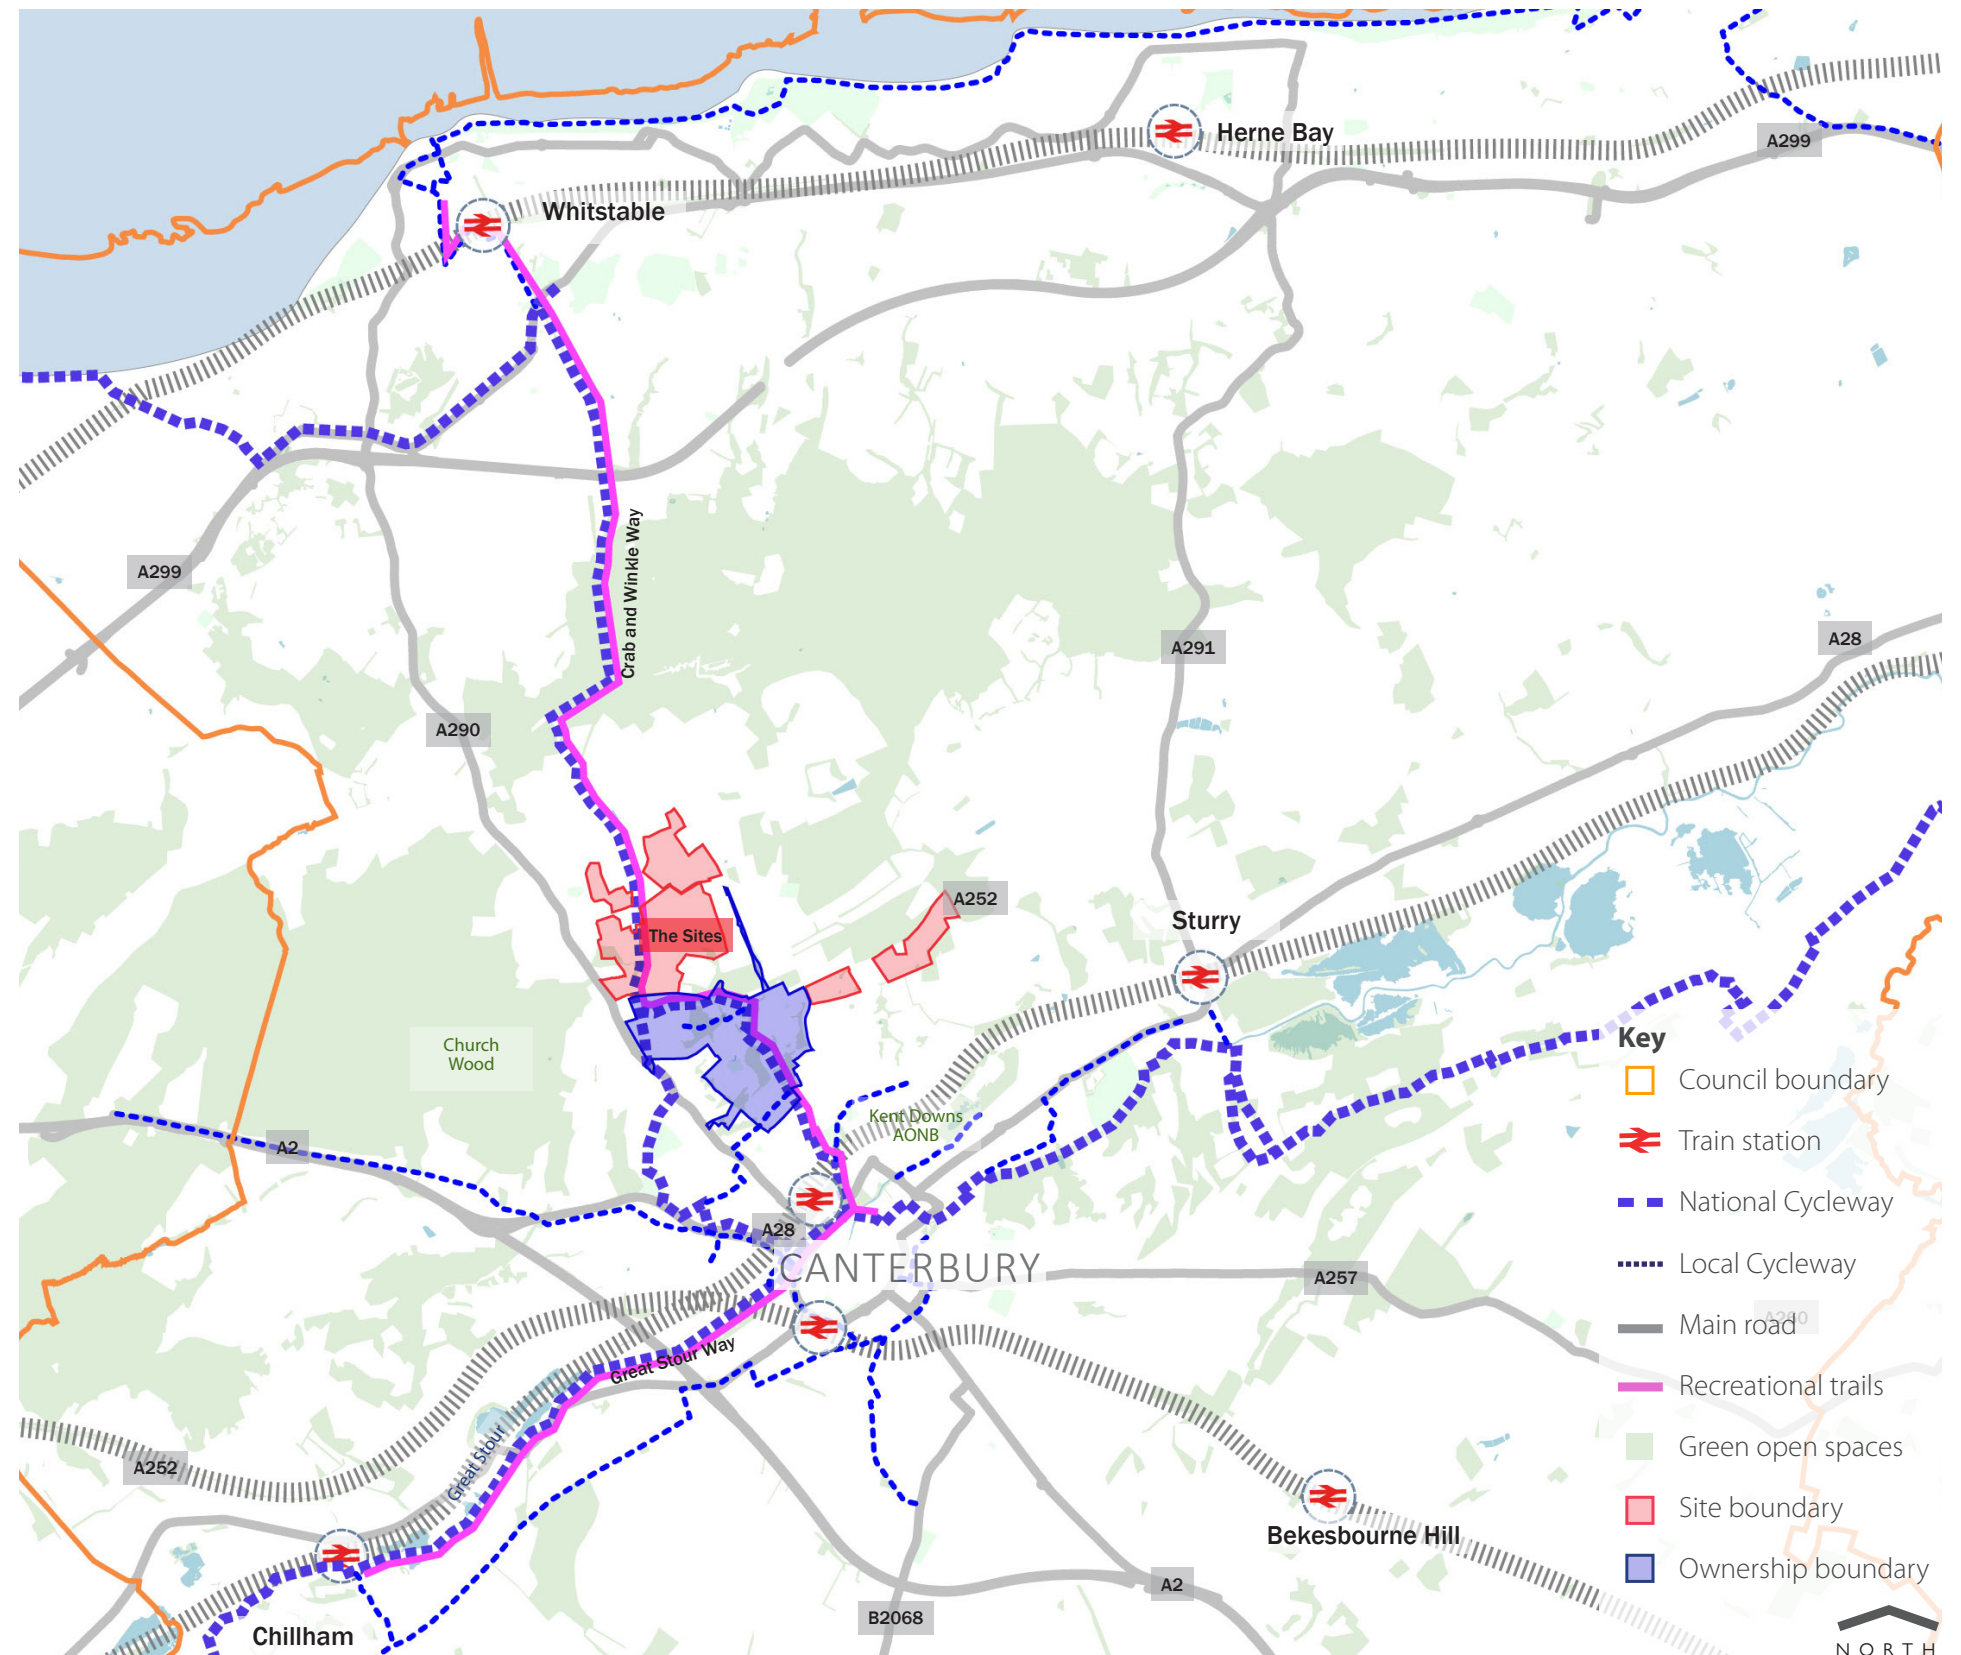 Herne Bay
A299
Whitstable
A299
Crab and Winkle Way
A291
A28
A290
A252
Sturry
The Sites
Church
Wood
Kent Downs
AONB
A2
A28
CANTERBURY
A257
Great Stour Way
Great Stour
A252
Bekesbourne Hill
A2
B2068
Chillham
Key
Council boundary
Train station
National Cycleway
Local Cycleway
Main road
Recreational trails
Green open spaces
Site boundary
Ownership boundary
NORTH